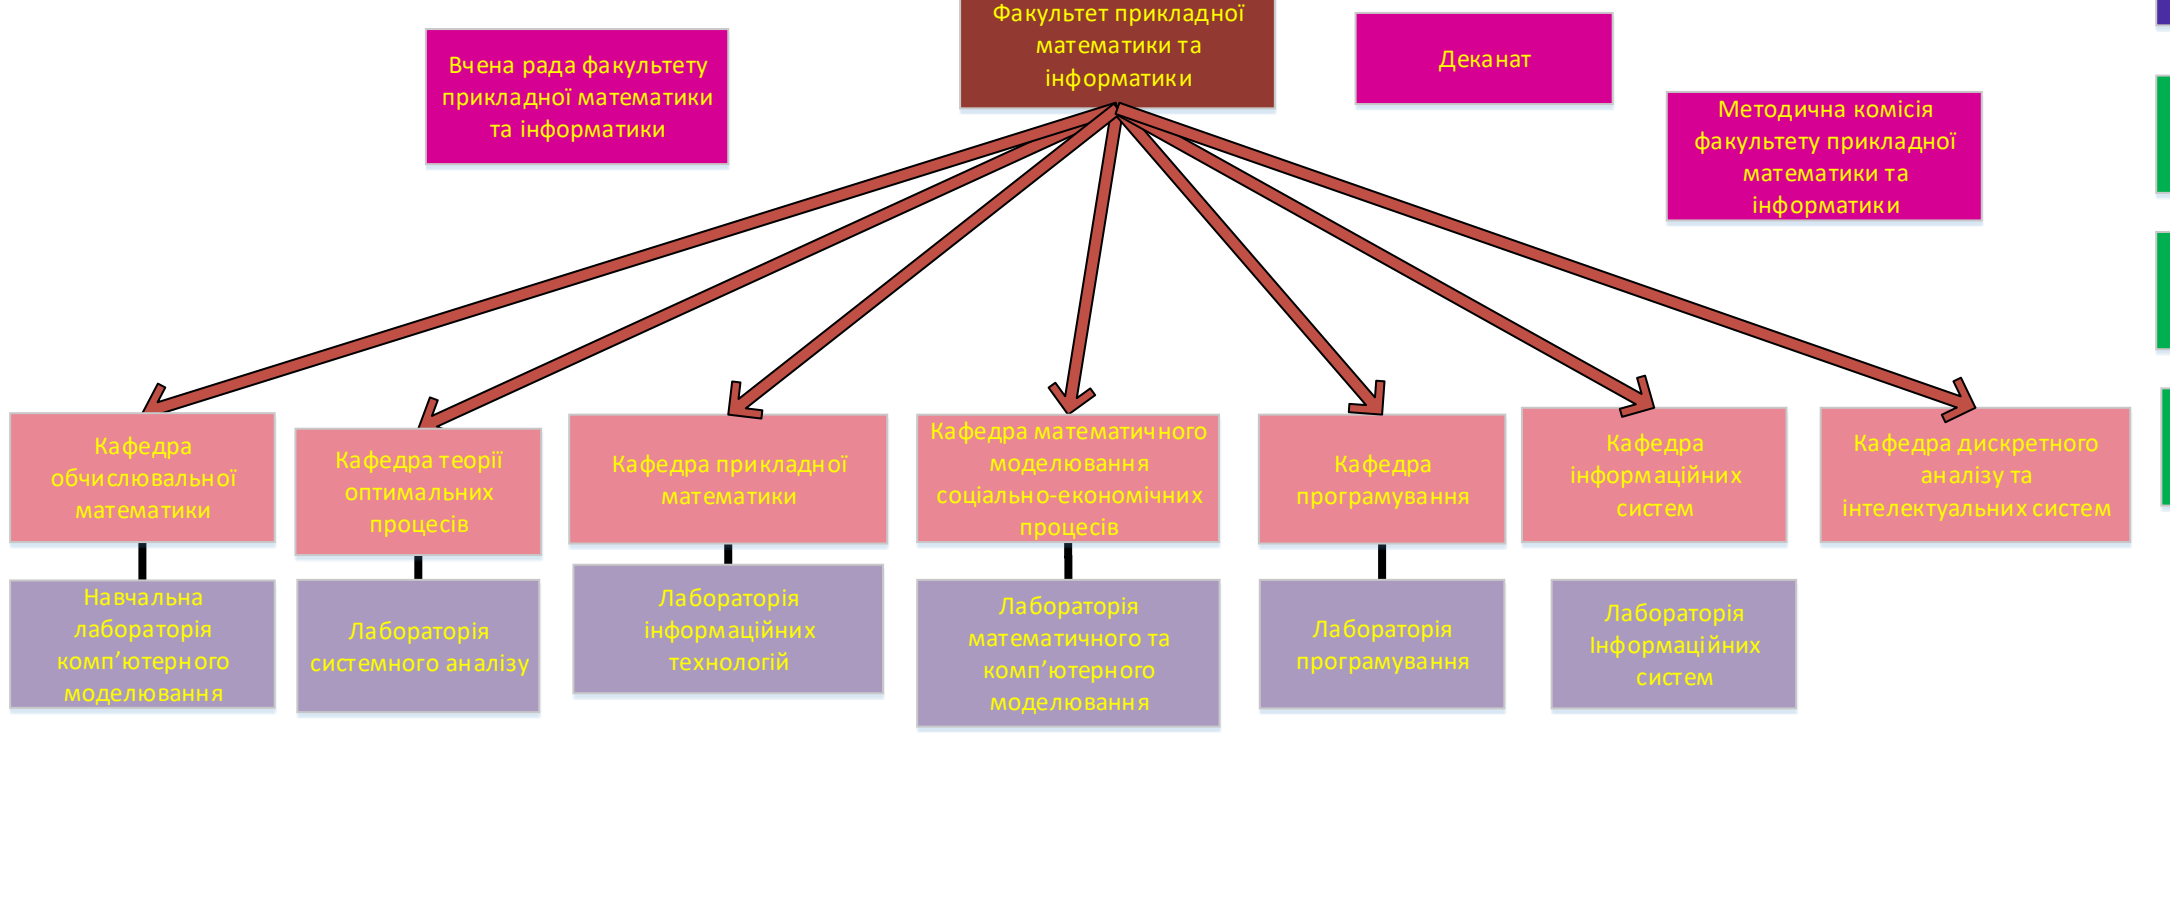 Факультет прикладної
математики та
інформатики
Вчена рада факультету
прикладної математики
та інформатики
Деканат
Методична комісія
факультету прикладної
математики та
інформатики
Кафедра
обчислювальної
математики
Кафедра теорії
оптимальних
процесів
Кафедра прикладної
математики
Кафедра математичного
моделювання
соціально-економічних
процесів
Кафедра
програмування
Кафедра
інформаційних
систем
Кафедра дискретного
аналізу та
інтелектуальних систем
Навчальна
лабораторія
комп’ютерного
моделювання
Лабораторія
системного аналізу
Лабораторія
інформаційних
технологій
Лабораторія
математичного та
комп’ютерного
моделювання
Лабораторія
програмування
Лабораторія
Інформаційних
систем